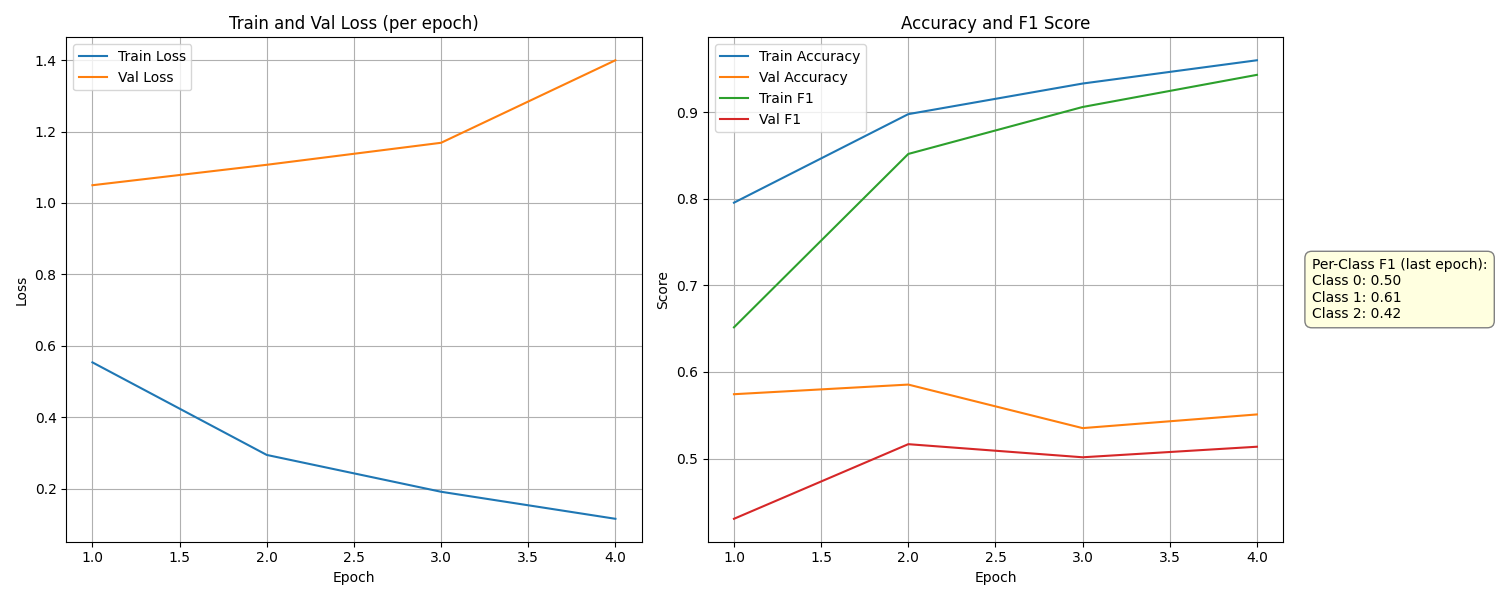 Train and Val Loss (per epoch)
Train Loss
Val Loss
1.4
1.2
1.0
0.8
0.6
0.4
0.2
Loss
1.0 1.5 2.0 2.5 3.0 3.5 4.0
Epoch
Accuracy and F1 Score
Train Accuracy
Val Accuracy
Train F1
Val F1
0.9
0.8
0.7
0.6
0.5
Score
1.0 1.5 2.0 2.5 3.0 3.5 4.0
Epoch
Per-Class F1 (last epoch):
Class 0: 0.50
Class 1: 0.61
Class 2: 0.42